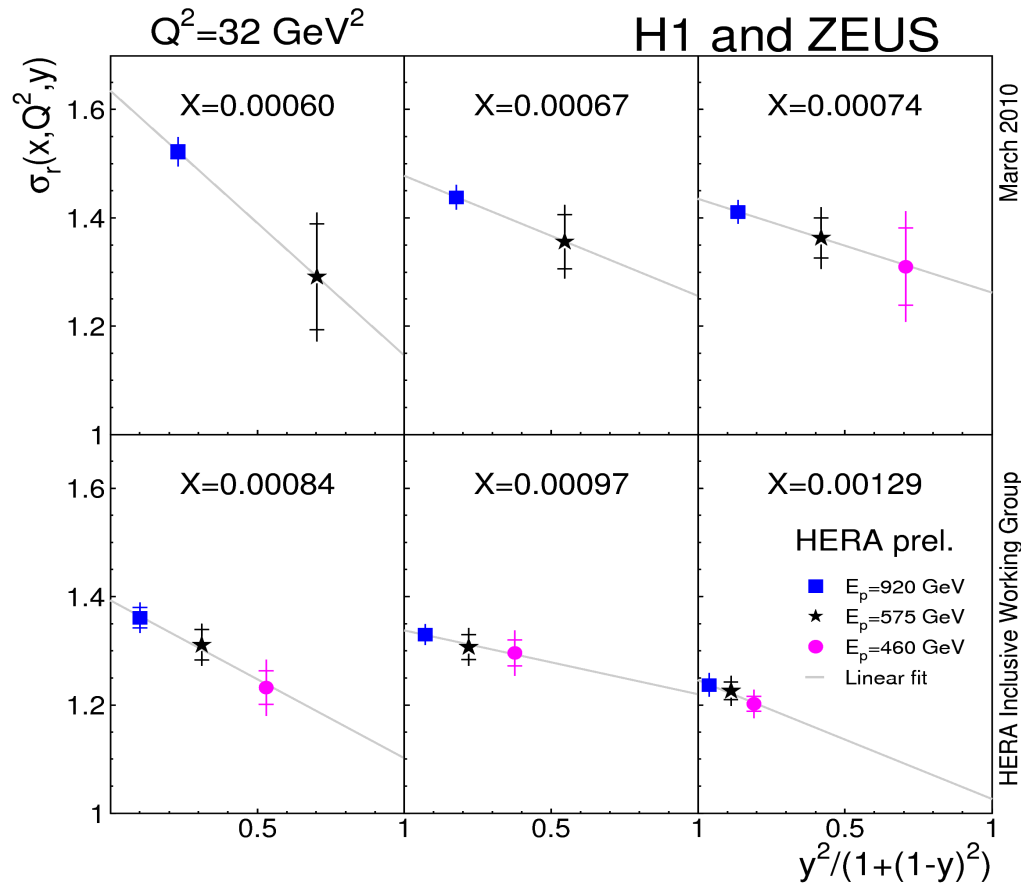 Q²=32 GeV²
H1 and ZEUS
σr(x,Q²,y)
March 2010
X=0.00060
X=0.00067
X=0.00074
1.6
1.4
1.2
1
X=0.00084
X=0.00097
X=0.00129
1.6
1.4
1.2
1
HERA prel.
Eₚ=920 GeV
Eₚ=575 GeV
Eₚ=460 GeV
Linear fit
HERA Inclusive Working Group
0.5
1
0.5
1
0.5
1
y²/(1+(1-y)²)